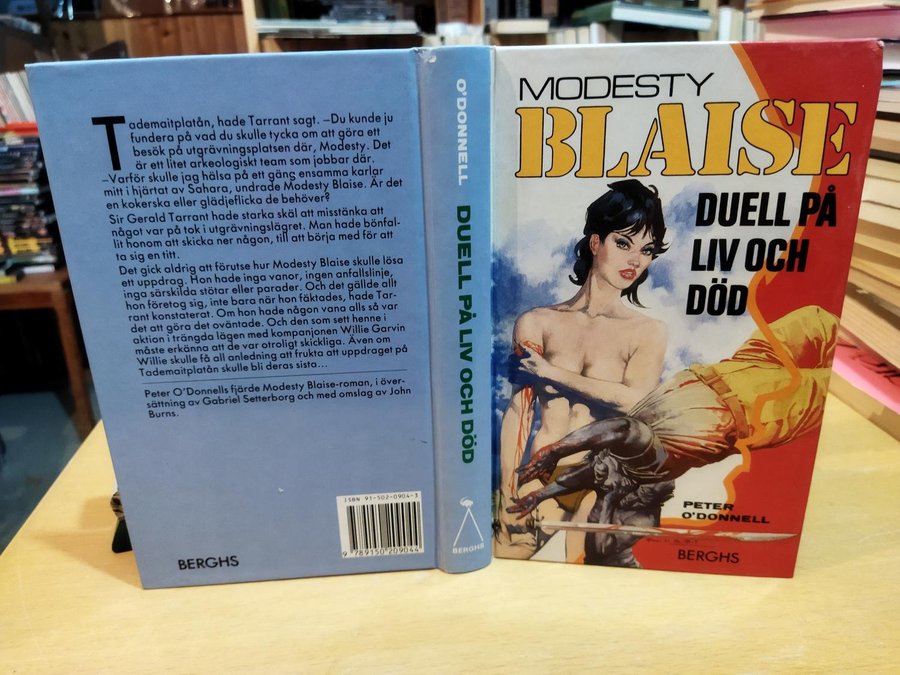 Tademaitplatån, hade Tarrant sagt. –Du kunde ju
fundera på vad du skulle tycka om att göra ett
besök på utgrävningsplatsen där, Modesty. Det
är ett litet arkeologiskt team som jobbar där.
–Varför skulle jag hälsa på ett gäng ensamma karlar
mitt i hjärtat av Sahara, undrade Modesty Blaise. Är det
en kokerska eller glädjeflicka de behöver?
Sir Gerald Tarrant hade starka skäl att misstänka att
något var på tok i utgrävningslägret. Man hade bönfal-
lit honom att skicka ner någon, till att börja med för att
ta sig en titt.
Det gick aldrig att förutse hur Modesty Blaise skulle lösa
ett uppdrag. Hon hade inga vanor, ingen anfallslinje,
inga särskilda stötar eller parader. Och det gällde allt
hon företog sig, inte bara när hon fäktades, hade Tar-
rant konstaterat. Om hon hade någon vana alls så var
det att göra det oväntade. Och den som sett henne i
aktion i trängda lägen med kompanjonen Willie Garvin
måste erkänna att de var otroligt skickliga. Även om
Willie skulle få all anledning att frukta att uppdraget på
Tademaitplatån skulle bli deras sista...
Peter O'Donnells fjärde Modesty Blaise-roman, i över-
sättning av Gabriel Setterborg och med omslag av John
Burns.
ISBN 91-502-0904-3
9 789150 209044
BERGHS
O'DONNELL
DUELL PÅ LIV OCH DÖD
BERGHS
MODESTY
BLAISE
DUELL PÅ
LIV OCH
DÖD
PETER
O'DONNELL
BERGHS